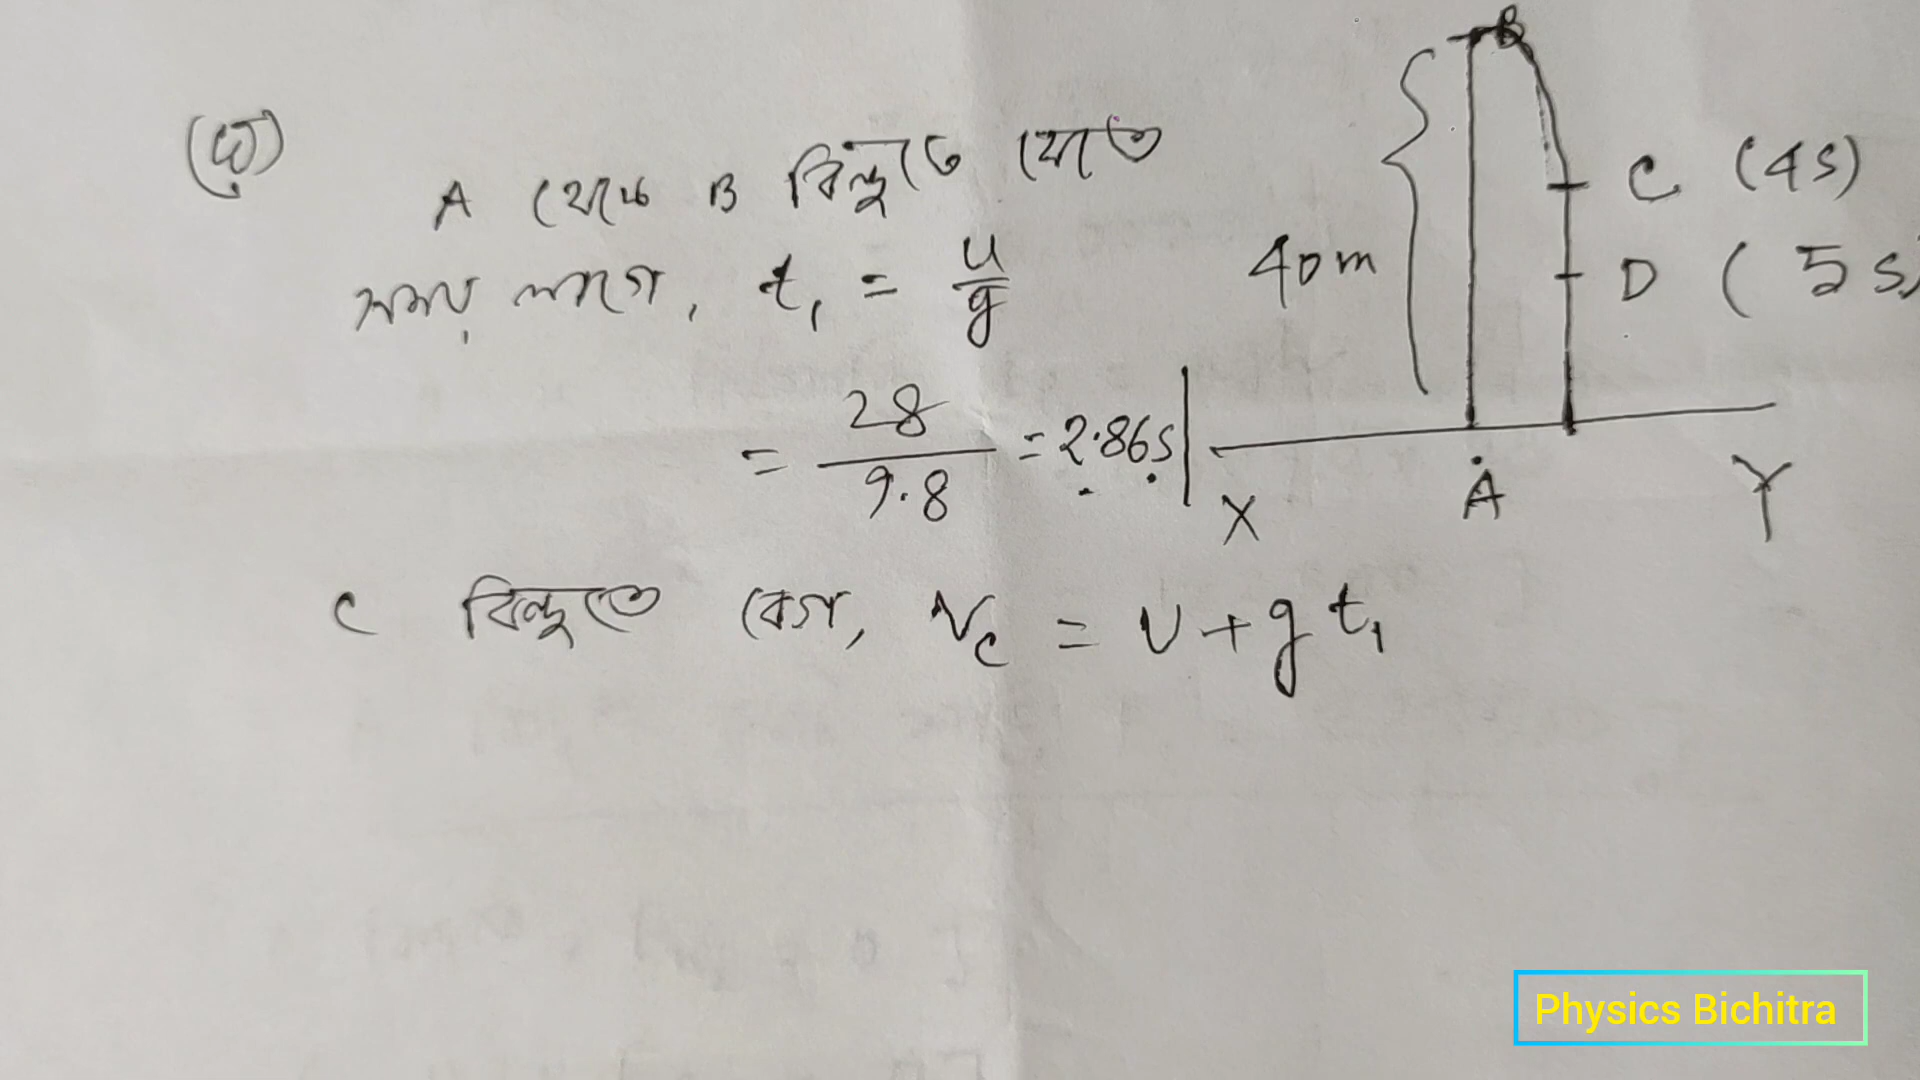 (ঘ)
A থেকে B বিন্দুতে যেতে
সময় লাগে, t₁ = u/g
= 28/9.8 = 2.86s
B
C (4s)
D (5s)
40m
X A Y
C বিন্দুতে বেগ, v_c = u + g t₁
Physics Bichitra